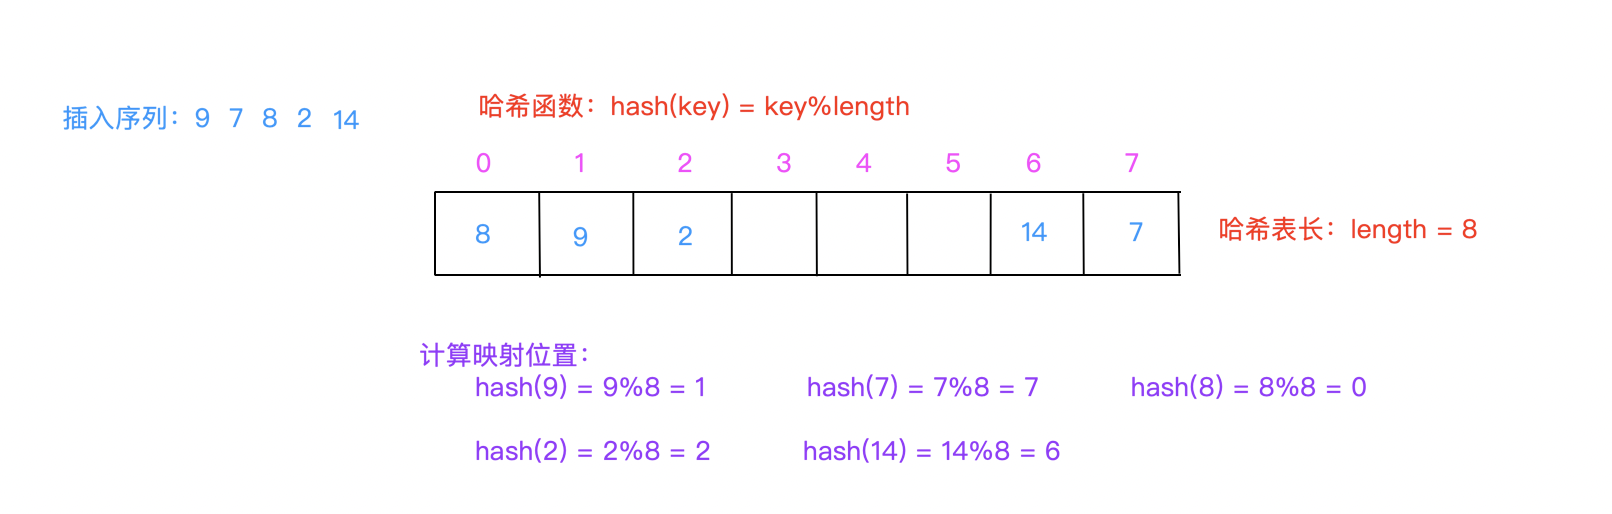 插入序列：9 7 8 2 14
哈希函数：hash(key) = key%length
0 1 2 3 4 5 6 7
8 9 2 14 7
哈希表长：length = 8
计算映射位置：
hash(9) = 9%8 = 1 hash(7) = 7%8 = 7 hash(8) = 8%8 = 0
hash(2) = 2%8 = 2 hash(14) = 14%8 = 6